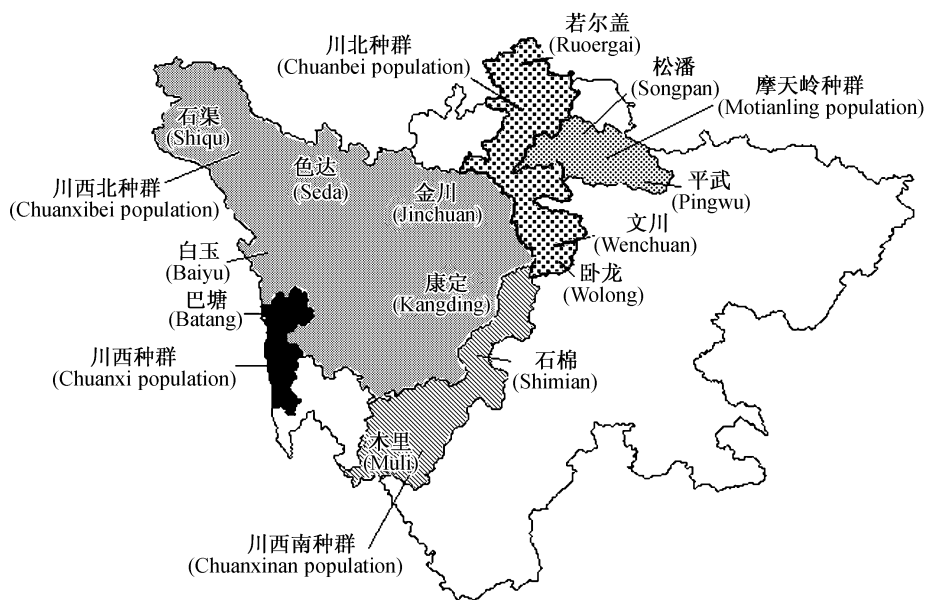 若尔盖
(Ruoergai)
川北种群
(Chuanbei population)
松潘
(Songpan)
摩天岭种群
(Motianling population)
石渠
(Shiqu)
色达
(Seda)
金川
(Jinchuan)
川西北种群
(Chuanxibei population)
平武
(Pingwu)
文川
(Wenchuan)
白玉
(Baiyu)
卧龙
(Wolong)
康定
(Kangding)
巴塘
(Batang)
川西种群
(Chuanxi population)
石棉
(Shimian)
木里
(Muli)
川西南种群
(Chuanxinan population)